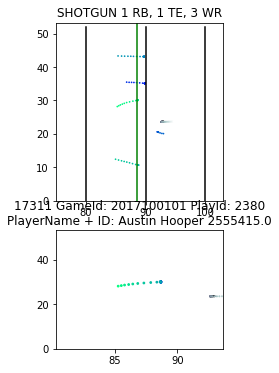 SHOTGUN 1 RB, 1 TE, 3 WR
50
40
30
20
10
0
80 90 100
17311 GameId: 2017100101 PlayId: 2380
PlayerName + ID: Austin Hooper 2555415.0
40
20
0
85 90